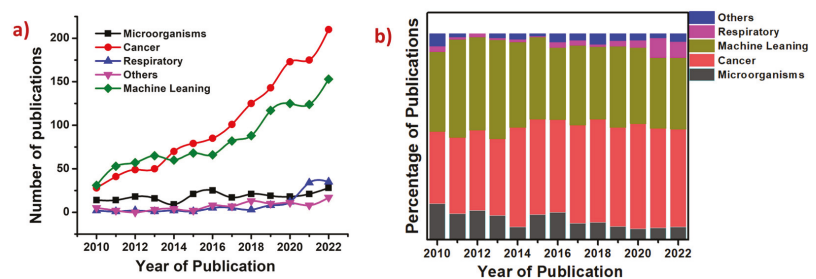 a)
Number of publications
200
150
100
50
0
Microorganisms
Cancer
Respiratory
Others
Machine Leaning
2010 2012 2014 2016 2018 2020 2022
Year of Publication
b)
Percentage of Publications
Others
Respiratory
Machine Leaning
Cancer
Microorganisms
2010 2012 2014 2016 2018 2020 2022
Year of Publication